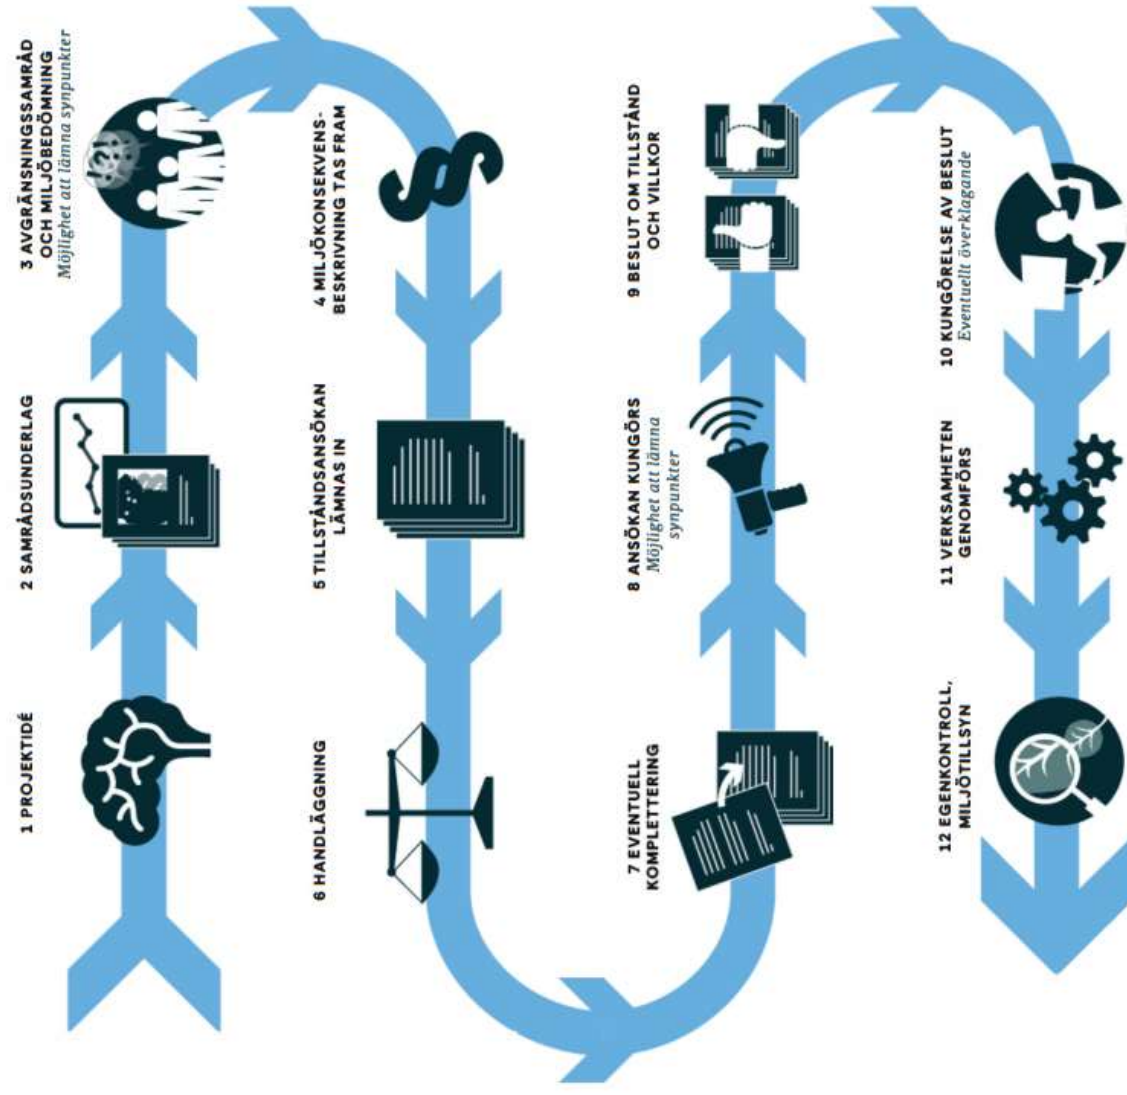 1 PROJEKTIDÉ
2 SAMRÅDSUNDERLAG
3 AVGRÄNSNINGSSAMRÅD
OCH MILJÖBEDÖMNING
Möjlighet att lämna synpunkter
4 MILJÖKONSEKVENS-
BESKRIVNING TAS FRAM
5 TILLSTÅNDSANSÖKAN
LÄMNAS IN
6 HANDLÄGGNING
7 EVENTUELL
KOMPLETTERING
8 ANSÖKAN KUNGÖRS
Möjlighet att lämna
synpunkter
9 BESLUT OM TILLSTÅND
OCH VILLKOR
10 KUNGÖRELSE AV BESLUT
Eventuellt överklagande
11 VERKSAMHETEN
GENOMFÖRS
12 EGENKONTROLL,
MILJÖTILLSYN